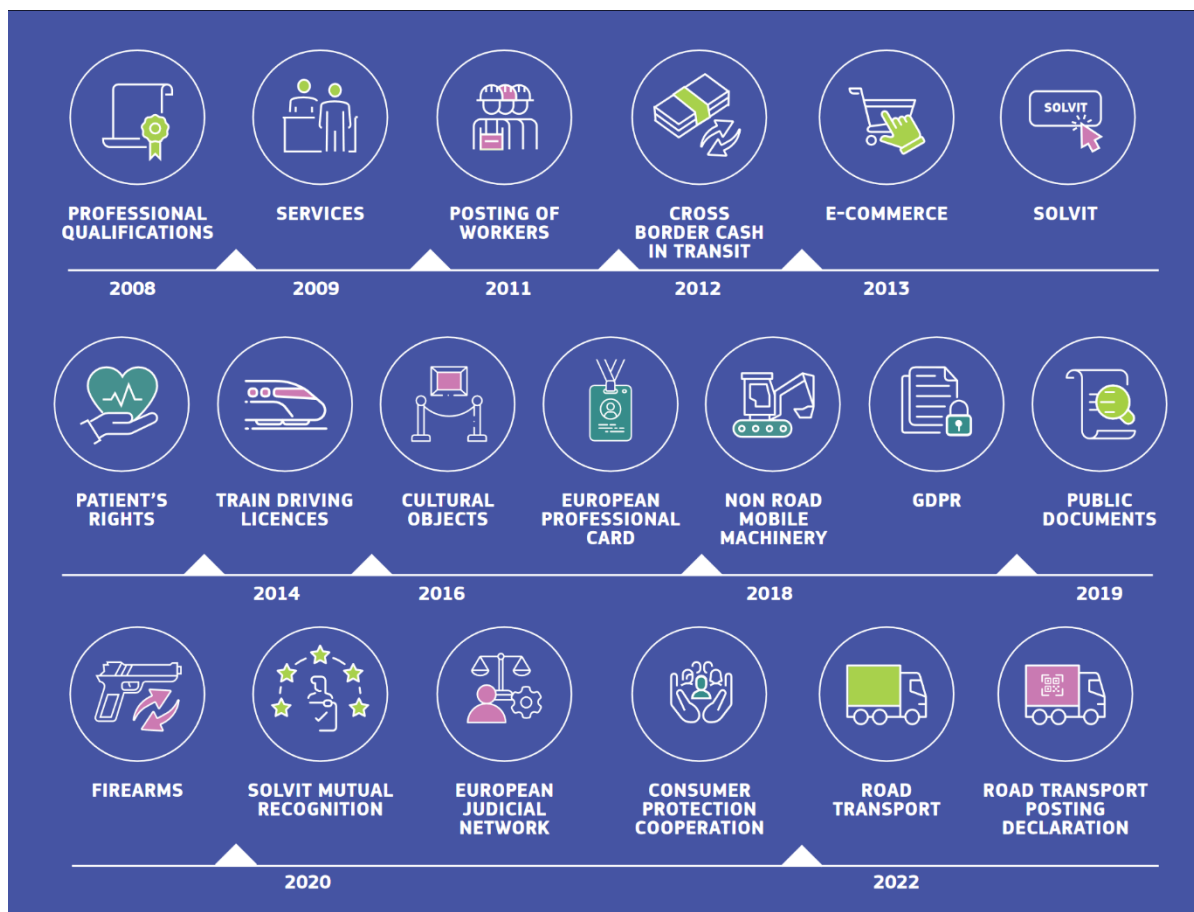 SOLVIT
PROFESSIONAL
QUALIFICATIONS
SERVICES
POSTING OF
WORKERS
CROSS
BORDER CASH
IN TRANSIT
E-COMMERCE
SOLVIT
2008
2009
2011
2012
2013
PATIENT'S
RIGHTS
TRAIN DRIVING
LICENCES
CULTURAL
OBJECTS
EUROPEAN
PROFESSIONAL
CARD
NON ROAD
MOBILE
MACHINERY
GDPR
PUBLIC
DOCUMENTS
2014
2016
2018
2019
FIREARMS
SOLVIT MUTUAL
RECOGNITION
EUROPEAN
JUDICIAL
NETWORK
CONSUMER
PROTECTION
COOPERATION
ROAD
TRANSPORT
ROAD TRANSPORT
POSTING
DECLARATION
2020
2022